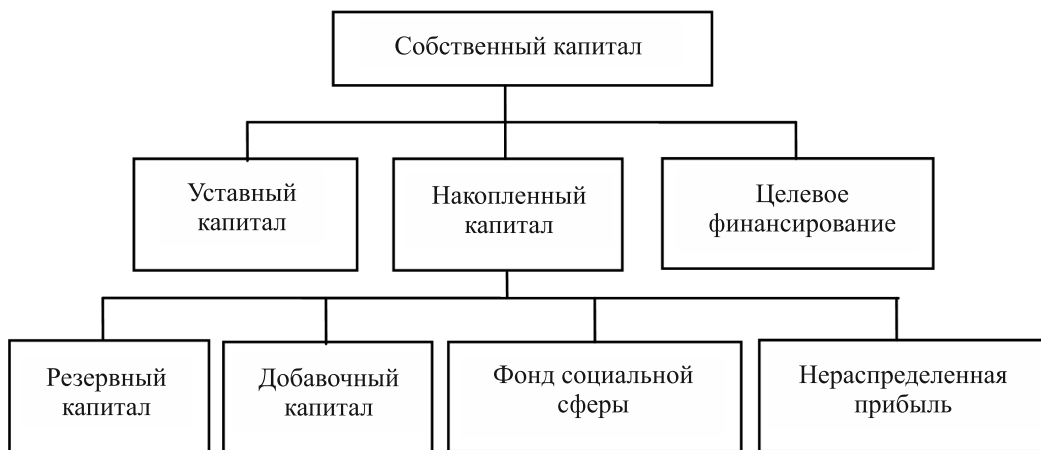 Собственный капитал
Уставный
капитал
Накопленный
капитал
Целевое
финансирование
Резервный
капитал
Добавочный
капитал
Фонд социальной
сферы
Нераспределенная
прибыль